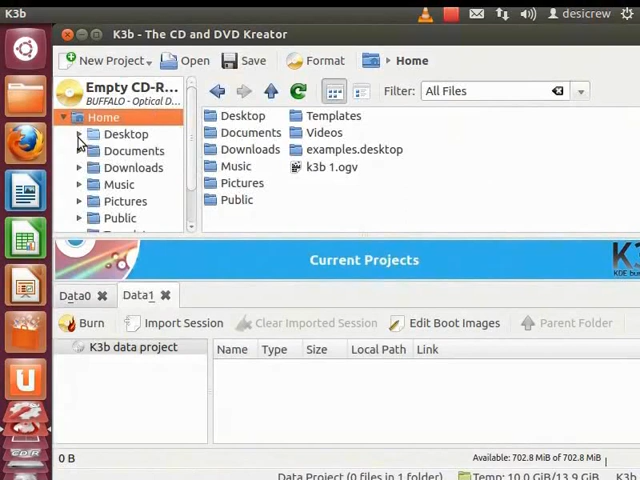 K3b
desicrew
K3b - The CD and DVD Kreator
New Project
Open
Save
Format
Home
Empty CD-R...
BUFFALO - Optical D...
Filter:
All Files
Home
Desktop
Documents
Downloads
Music
Pictures
Public
Desktop
Documents
Downloads
Music
Pictures
Public
Templates
Videos
examples.desktop
k3b 1.ogv
Current Projects
Data0
Data1
Burn
Import Session
Clear Imported Session
Edit Boot Images
Parent Folder
K3b data project
Name Type Size Local Path Link
0 B
Available: 702.8 MiB of 702.8 MiB
Data Project (0 files in 1 folder)
Temp: 10.0 GiB/13.9 GiB
K3b